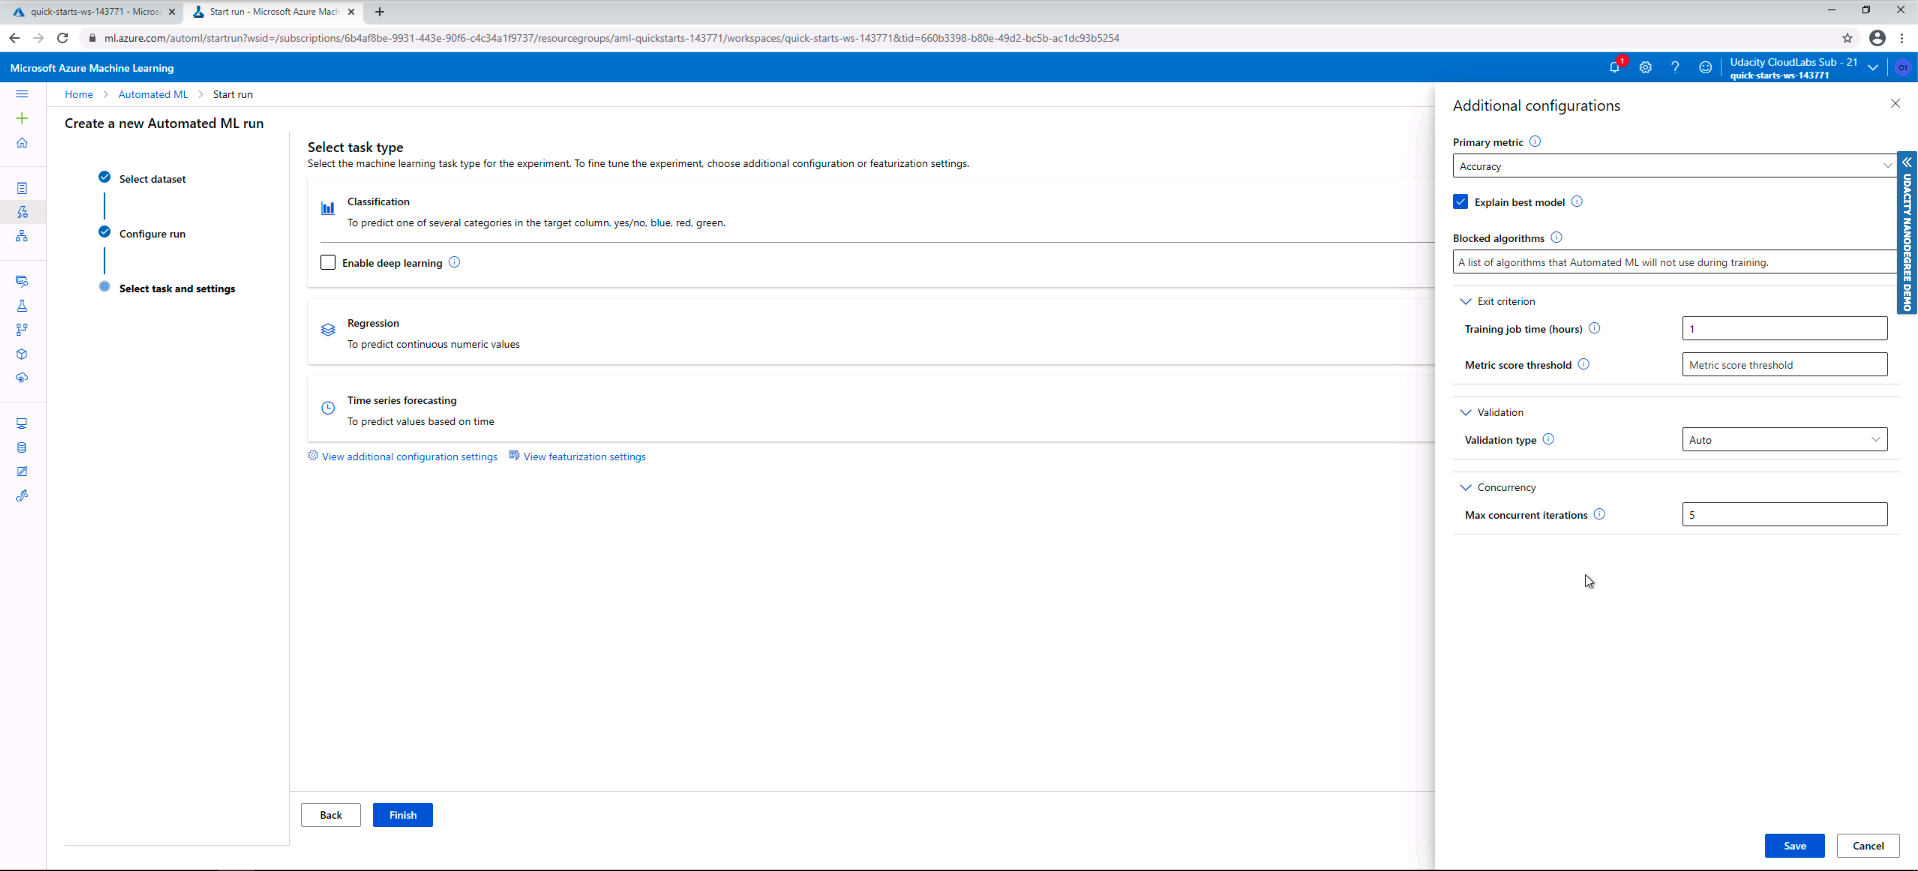 quick-starts-ws-143771 - Micros
Start run - Microsoft Azure Mach
ml.azure.com/automl/startrun?wsid=/subscriptions/6b4af8be-9931-443e-90f6-c4c34a1f9737/resourcegroups/aml-quickstarts-143771/workspaces/quick-starts-ws-143771&tid=660b3398-b80e-49d2-bc5b-ac1dc93b5254
Microsoft Azure Machine Learning
1
Udacity CloudLabs Sub - 21
quick-starts-ws-143771
Home > Automated ML > Start run
Create a new Automated ML run
Select dataset
Configure run
Select task and settings
Select task type
Select the machine learning task type for the experiment. To fine tune the experiment, choose additional configuration or featurization settings.
Classification
To predict one of several categories in the target column. yes/no, blue, red, green.
Enable deep learning
Regression
To predict continuous numeric values
Time series forecasting
To predict values based on time
View additional configuration settings
View featurization settings
Back
Finish
Additional configurations
Primary metric
Accuracy
Explain best model
Blocked algorithms
A list of algorithms that Automated ML will not use during training.
Exit criterion
Training job time (hours)
1
Metric score threshold
Metric score threshold
Validation
Validation type
Auto
Concurrency
Max concurrent iterations
5
Save
Cancel
UDACITY NANODEGREE DEMO